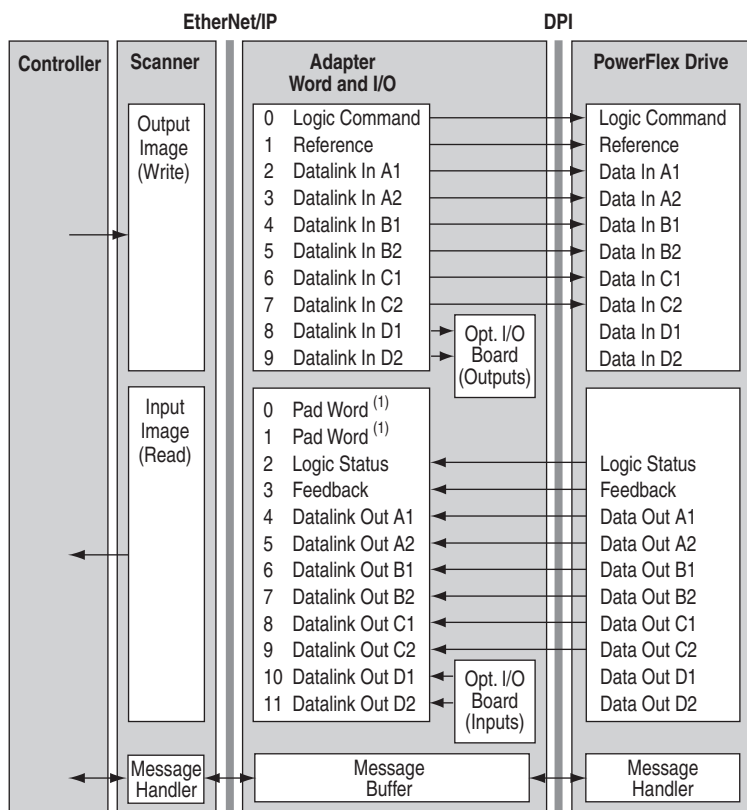 EtherNet/IP
DPI
Controller
Scanner
Adapter
Word and I/O
PowerFlex Drive
Output
Image
(Write)
0 Logic Command
1 Reference
2 Datalink In A1
3 Datalink In A2
4 Datalink In B1
5 Datalink In B2
6 Datalink In C1
7 Datalink In C2
8 Datalink In D1
9 Datalink In D2
Opt. I/O
Board
(Outputs)
Logic Command
Reference
Data In A1
Data In A2
Data In B1
Data In B2
Data In C1
Data In C2
Data In D1
Data In D2
Input
Image
(Read)
0 Pad Word (1)
1 Pad Word (1)
2 Logic Status
3 Feedback
4 Datalink Out A1
5 Datalink Out A2
6 Datalink Out B1
7 Datalink Out B2
8 Datalink Out C1
9 Datalink Out C2
10 Datalink Out D1
11 Datalink Out D2
Opt. I/O
Board
(Inputs)
Logic Status
Feedback
Data Out A1
Data Out A2
Data Out B1
Data Out B2
Data Out C1
Data Out C2
Data Out D1
Data Out D2
Message
Handler
Message
Buffer
Message
Handler